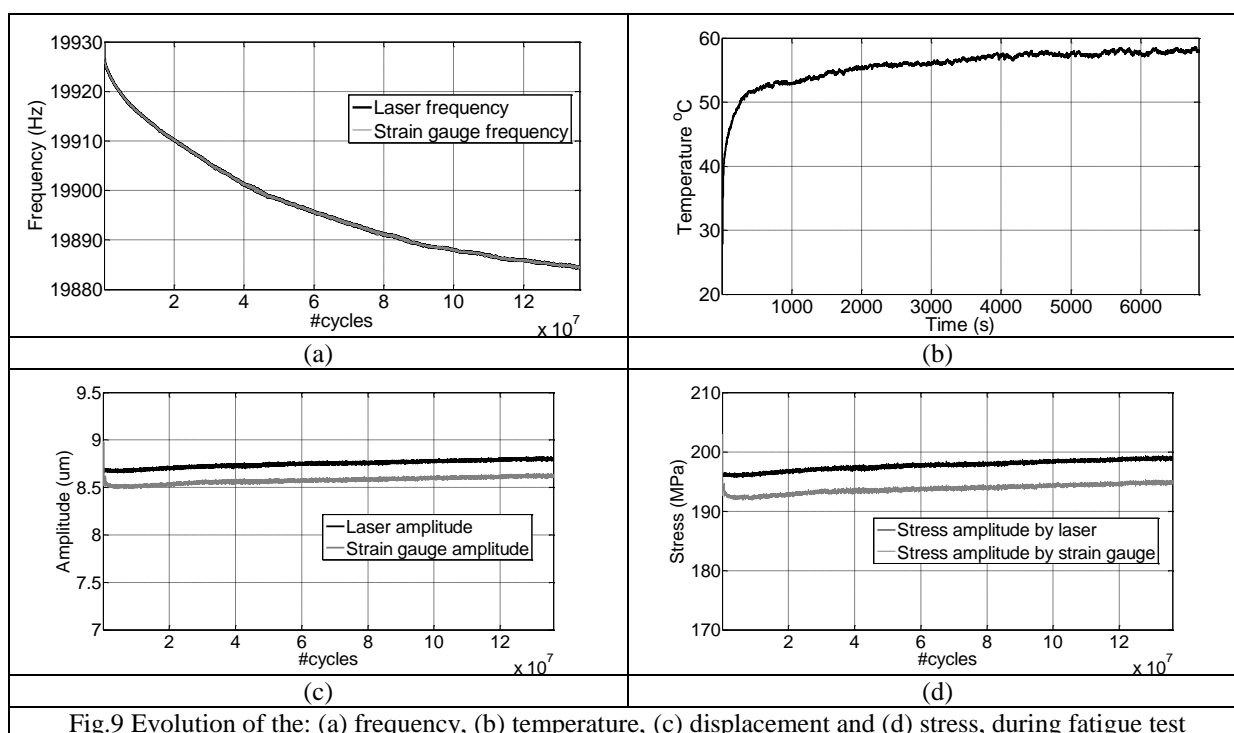 19930
19920
19910
19900
19890
19880
Frequency (Hz)
Laser frequency
Strain gauge frequency
2 4 6 8 10 12
#cycles
x 10^7
(a)
60
50
40
30
20
Temperature °C
1000 2000 3000 4000 5000 6000
Time (s)
(b)
9.5
9
8.5
8
7.5
7
Amplitude (um)
Laser amplitude
Strain gauge amplitude
2 4 6 8 10 12
#cycles
x 10^7
(c)
210
200
190
180
170
Stress (MPa)
Stress amplitude by laser
Stress amplitude by strain gauge
2 4 6 8 10 12
#cycles
x 10^7
(d)
Fig.9 Evolution of the: (a) frequency, (b) temperature, (c) displacement and (d) stress, during fatigue test